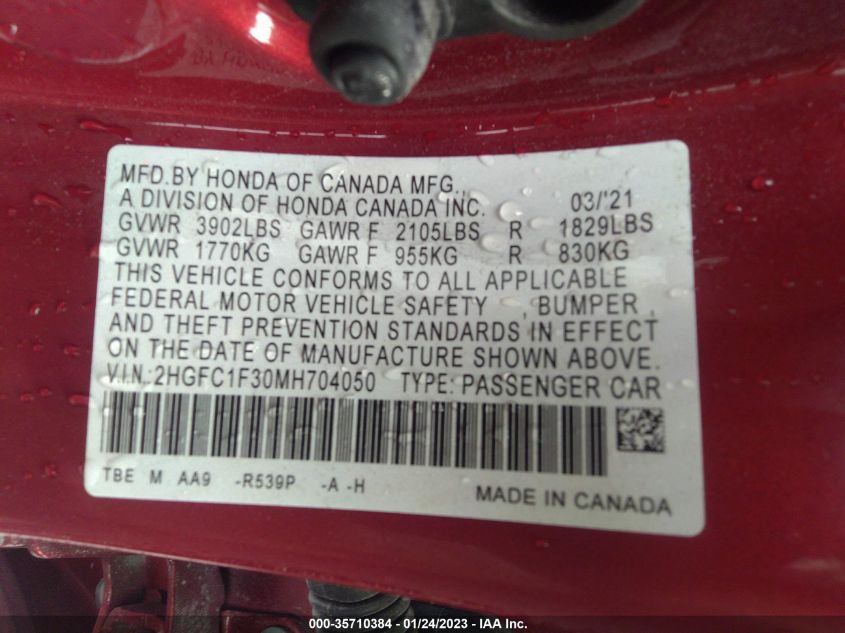 MFD.BY HONDA OF CANADA MFG.,
A DIVISION OF HONDA CANADA INC. 03/'21
GVWR 3902LBS GAWR F 2105LBS R 1829LBS
GVWR 1770KG GAWR F 955KG R 830KG
THIS VEHICLE CONFORMS TO ALL APPLICABLE
FEDERAL MOTOR VEHICLE SAFETY , BUMPER ,
AND THEFT PREVENTION STANDARDS IN EFFECT
ON THE DATE OF MANUFACTURE SHOWN ABOVE.
V.I.N.:2HGFC1F30MH704050 TYPE: PASSENGER CAR
TBE M AA9 -R539P -A -H MADE IN CANADA
000-35710384 - 01/24/2023 - IAA Inc.